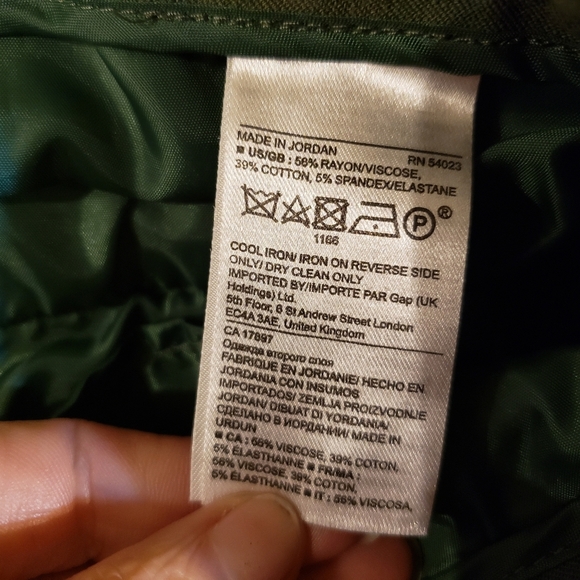 MADE IN JORDAN RN 54023
■ US/GB : 56% RAYON/VISCOSE,
39% COTTON, 5% SPANDEX/ELASTANE
P®
1166
COOL IRON/ IRON ON REVERSE SIDE
ONLY/ DRY CLEAN ONLY
IMPORTED BY/IMPORTE PAR Gap (UK
Holdings) Ltd.
5th Floor, 6 St Andrew Street London
EC4A 3AE, United Kingdom
CA 17897
Одежда второго слоя
FABRIQUE EN JORDANIE/ HECHO EN
JORDANIA CON INSUMOS
IMPORTADOS/ ZEMLJA PROIZVODNJE
JORDAN/ DIBUAT DI YORDANIA/
СДЕЛАНО В ИОРДАНИИ/ MADE IN
URDUN
■ CA : 56% VISCOSE, 39% COTON,
5% ELASTHANNE ■ FR/MA :
56% VISCOSE, 39% COTON,
5% ELASTHANNE ■ IT : 56% VISCOSA,